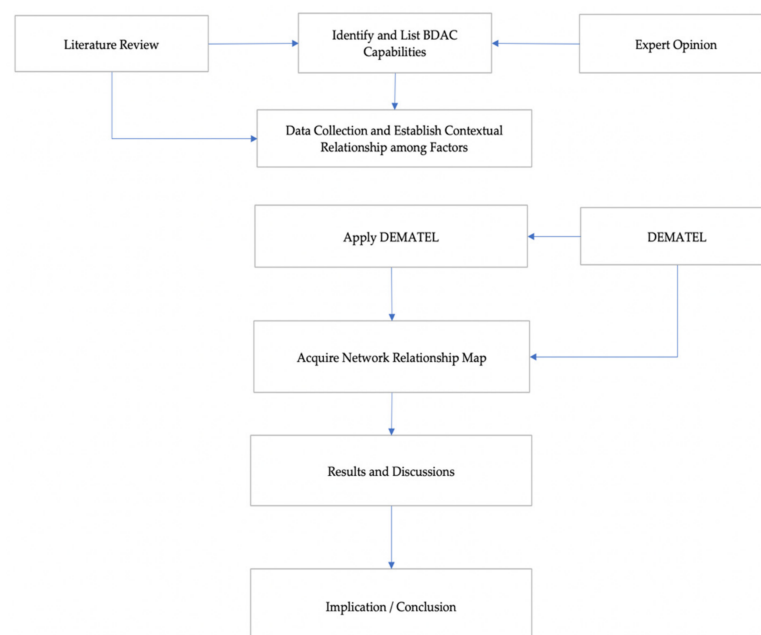 Literature Review
Identify and List BDAC
Capabilities
Expert Opinion
Data Collection and Establish Contextual
Relationship among Factors
Apply DEMATEL
DEMATEL
Acquire Network Relationship Map
Results and Discussions
Implication / Conclusion